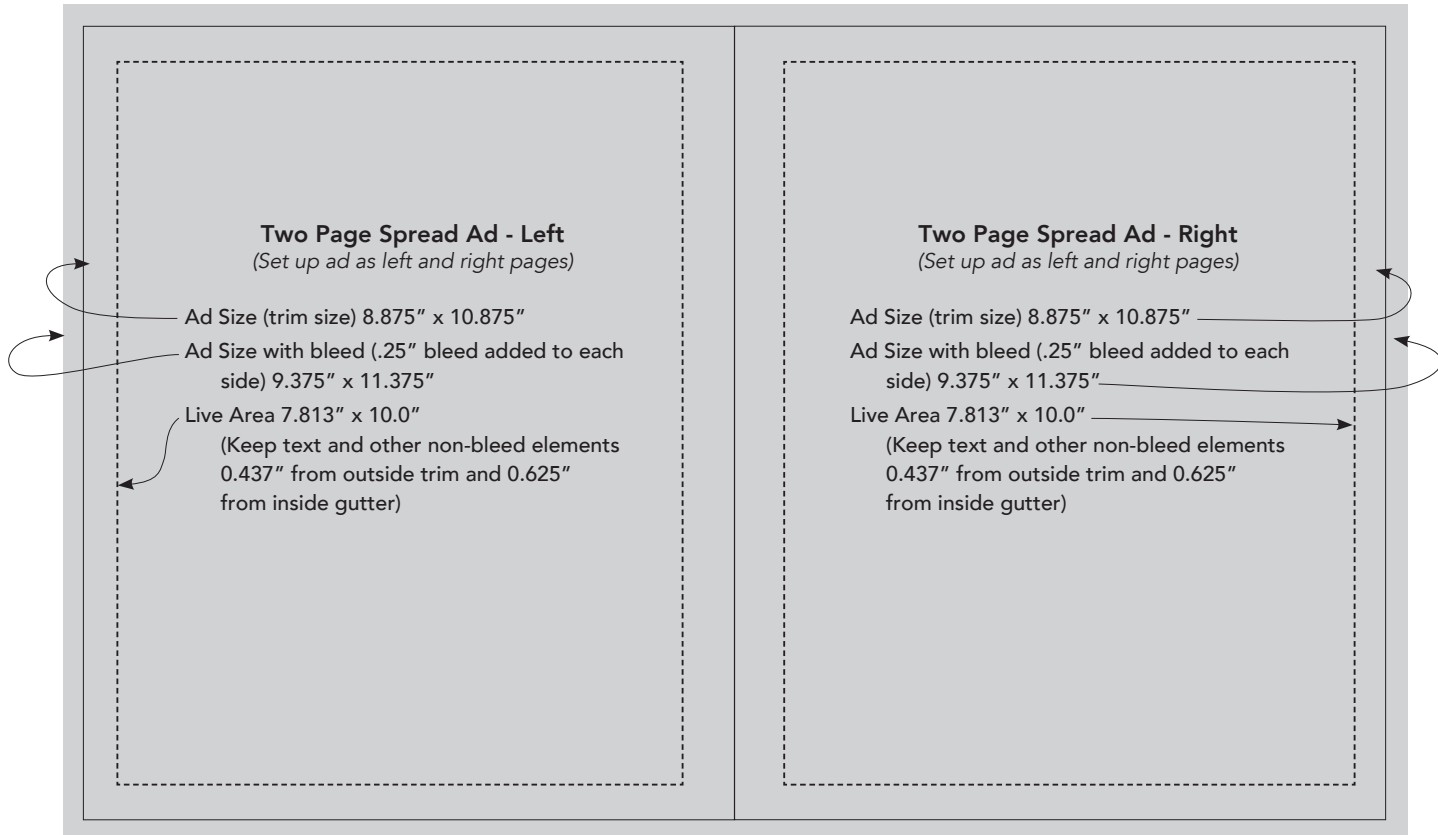 Two Page Spread Ad - Left
(Set up ad as left and right pages)
Ad Size (trim size) 8.875” x 10.875”
Ad Size with bleed (.25” bleed added to each
side) 9.375” x 11.375”
Live Area 7.813” x 10.0”
(Keep text and other non-bleed elements
0.437” from outside trim and 0.625”
from inside gutter)
Two Page Spread Ad - Right
(Set up ad as left and right pages)
Ad Size (trim size) 8.875” x 10.875”
Ad Size with bleed (.25” bleed added to each
side) 9.375” x 11.375”
Live Area 7.813” x 10.0”
(Keep text and other non-bleed elements
0.437” from outside trim and 0.625”
from inside gutter)